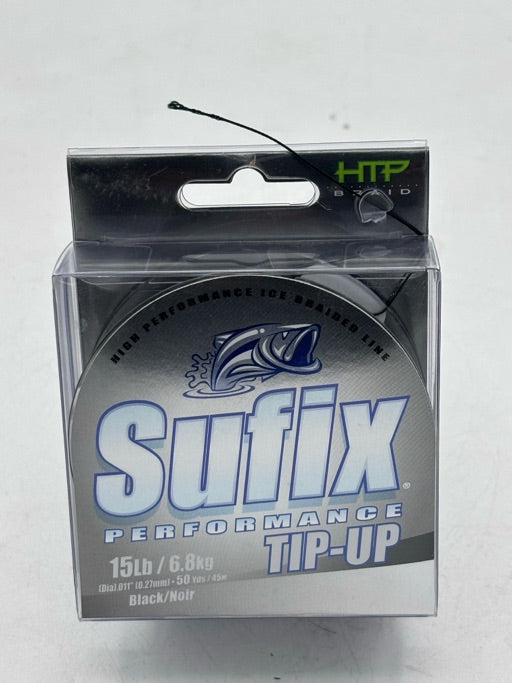 HTP
BRAID
HIGH PERFORMANCE ICE BRAIDED LINE
Sufix®
PERFORMANCE
TIP-UP
15Lb / 6.8kg
(Dia).011" (0.27mm) • 50 Yds / 45m
Black/Noir